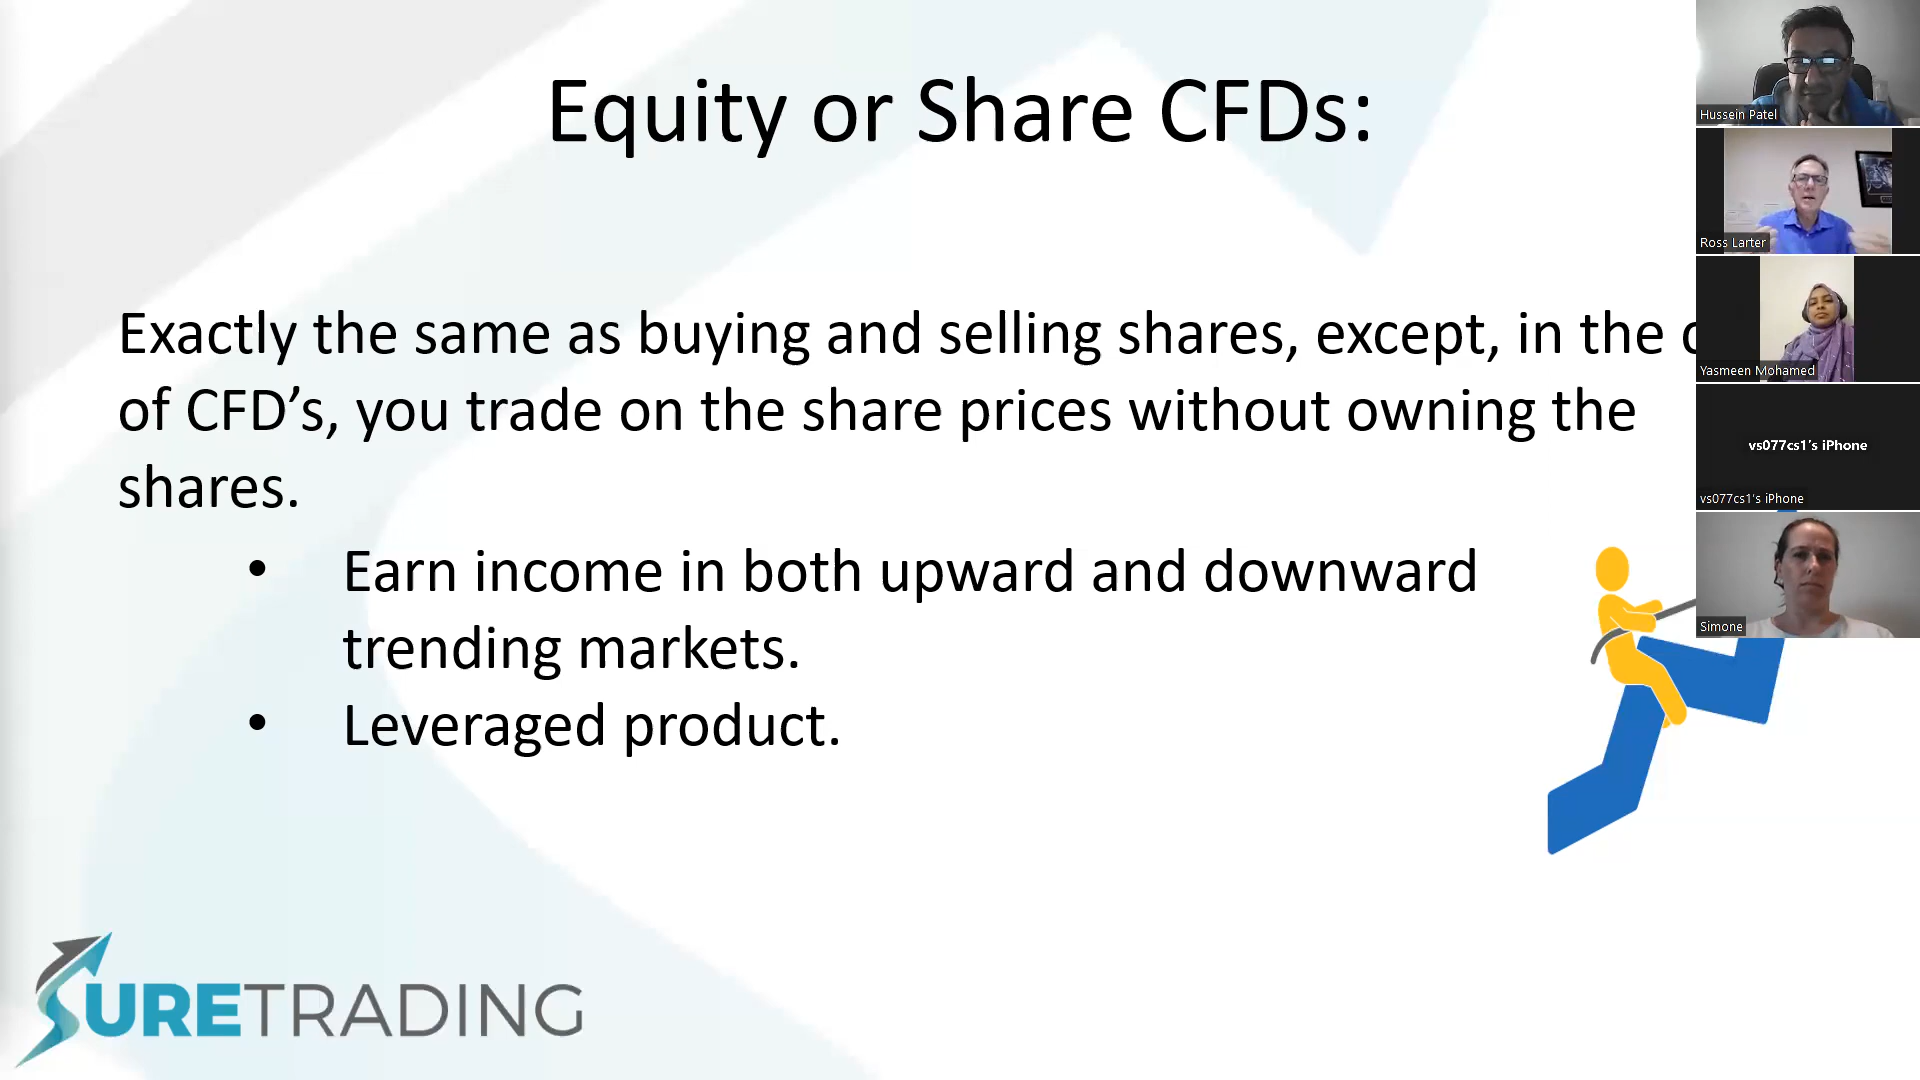 Equity or Share CFDs:
Exactly the same as buying and selling shares, except, in the
of CFD’s, you trade on the share prices without owning the
shares.
• Earn income in both upward and downward
trending markets.
• Leveraged product.
SURETRADING
Hussein Patel
Ross Larter
Yasmeen Mohamed
vs077cs1's iPhone
vs077cs1's iPhone
Simone